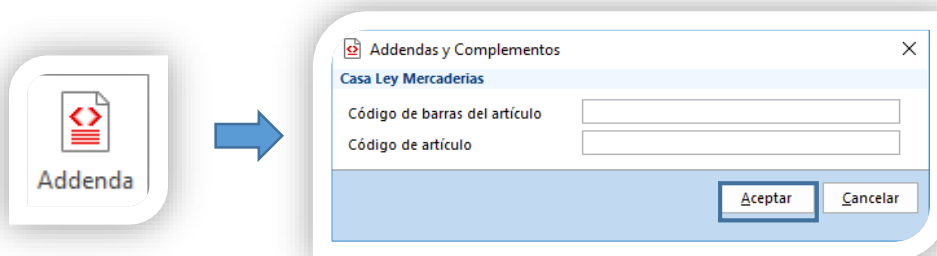 Addenda
Addendas y Complementos
Casa Ley Mercaderias
Código de barras del artículo
Código de artículo
Aceptar
Cancelar